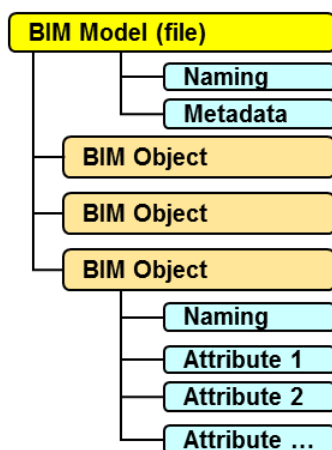 BIM Model (file)
Naming
Metadata
BIM Object
BIM Object
BIM Object
Naming
Attribute 1
Attribute 2
Attribute ...